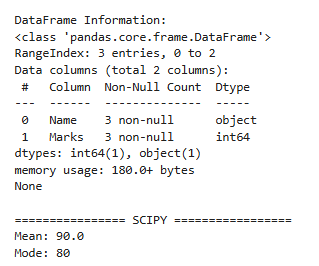 DataFrame Information:
<class 'pandas.core.frame.DataFrame'>
RangeIndex: 3 entries, 0 to 2
Data columns (total 2 columns):
 #   Column  Non-Null Count  Dtype
---  ------  --------------  -----
 0   Name    3 non-null      object
 1   Marks   3 non-null      int64
dtypes: int64(1), object(1)
memory usage: 180.0+ bytes
None

================ SCIPY =================
Mean: 90.0
Mode: 80